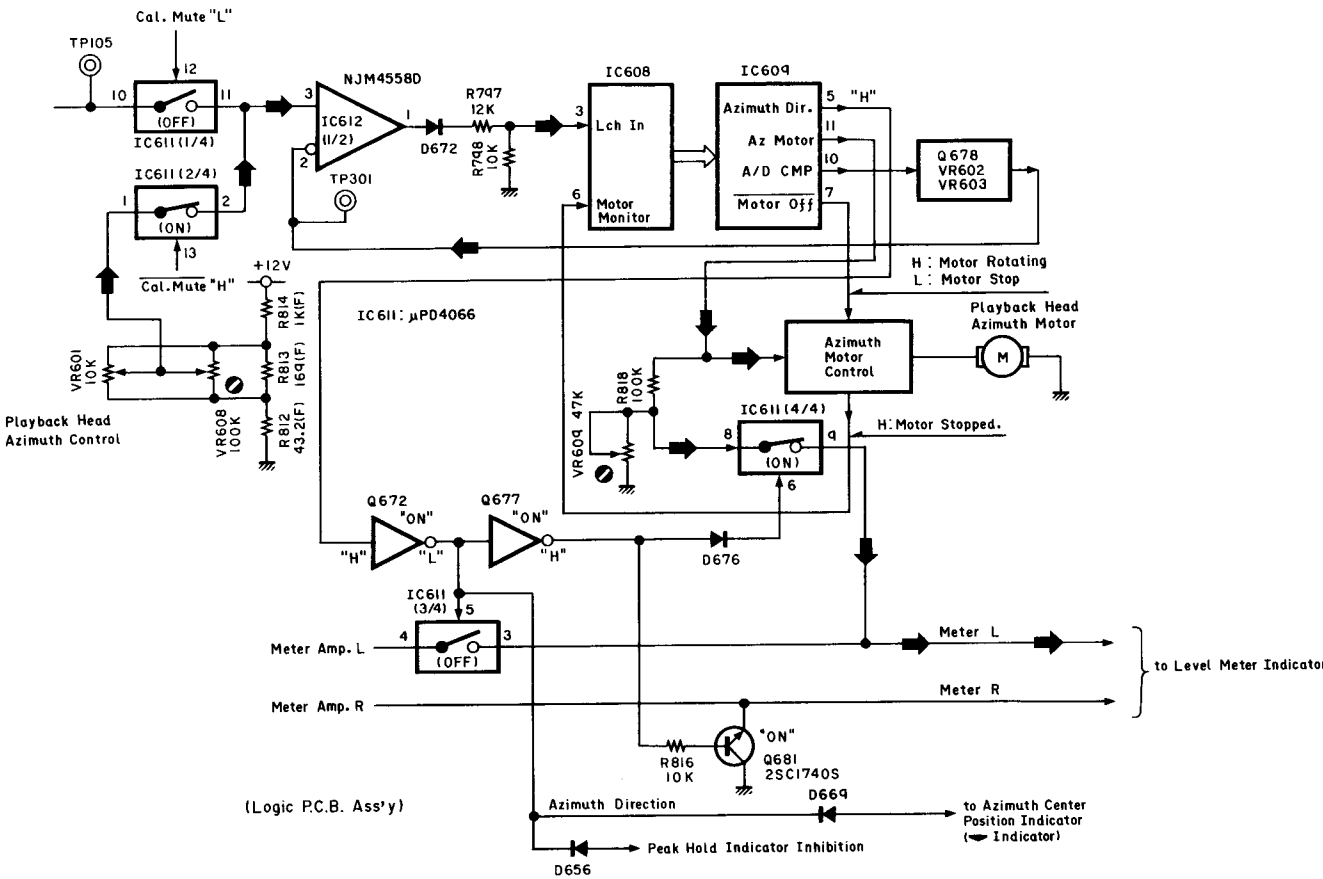 Cal. Mute "L"
TP105
12
10
11
(OFF)
IC611(1/4)
IC611(2/4)
1
2
(ON)
13
Cal.Mute "H"
NJM4558D
3
IC612
(1/2)
1
2
D672
R797
12K
R798
10K
TP301
IC608
3
Lch In
6
Motor
Monitor
IC609
Azimuth Dir.
5
"H"
Az Motor
11
A/D CMP
10
Motor Off
7
Q678
VR602
VR603
+12V
R814
1K(F)
R813
169(F)
R812
43.2(F)
VR601
10K
VR608
100K
Playback Head
Azimuth Control
IC611: μPD4066
H: Motor Rotating
L: Motor Stop
Playback Head
Azimuth Motor
M
Azimuth
Motor
Control
R818
100K
VR609 47K
IC611(4/4)
8
9
(ON)
6
H:Motor Stopped.
Q672
"ON"
"H"
"L"
Q677
"ON"
"H"
D676
IC611
(3/4)
5
4
3
(OFF)
Meter Amp. L
Meter L
to Level Meter Indicator
Meter Amp. R
Meter R
"ON"
Q681
2SC1740S
R816
10K
(Logic P.C.B. Ass'y)
Azimuth Direction
D669
to Azimuth Center
Position Indicator
( Indicator)
D656
Peak Hold Indicator Inhibition